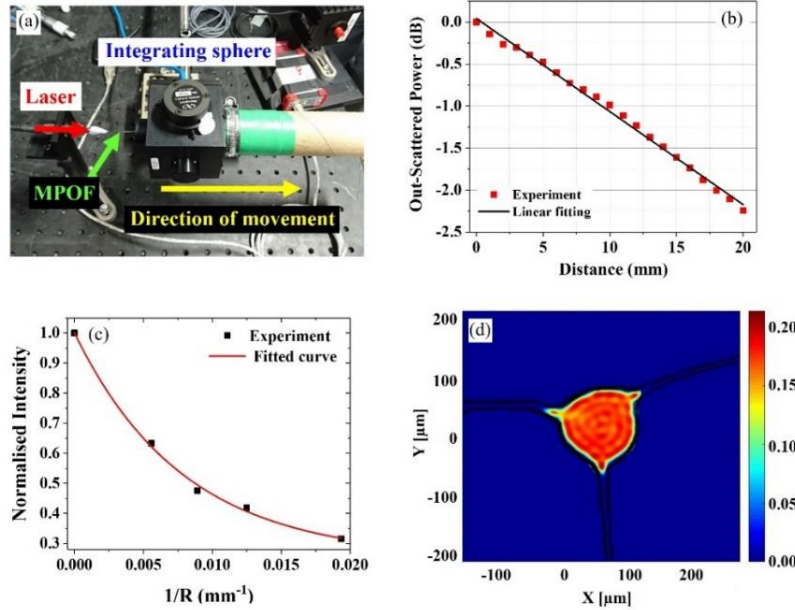 (a)
Integrating sphere
Laser
MPOF
Direction of movement
(b)
Out-Scattered Power (dB)
0.0
-0.5
-1.0
-1.5
-2.0
-2.5
Experiment
Linear fitting
0 5 10 15 20
Distance (mm)
(c)
Normalised Intensity
1.0
0.9
0.8
0.7
0.6
0.5
0.4
0.3
Experiment
Fitted curve
0.000 0.005 0.010 0.015 0.020
1/R (mm⁻¹)
(d)
Y [µm]
200
100
0
-100
-200
-100 0 100 200
X [µm]
0.20
0.15
0.10
0.05
0.00